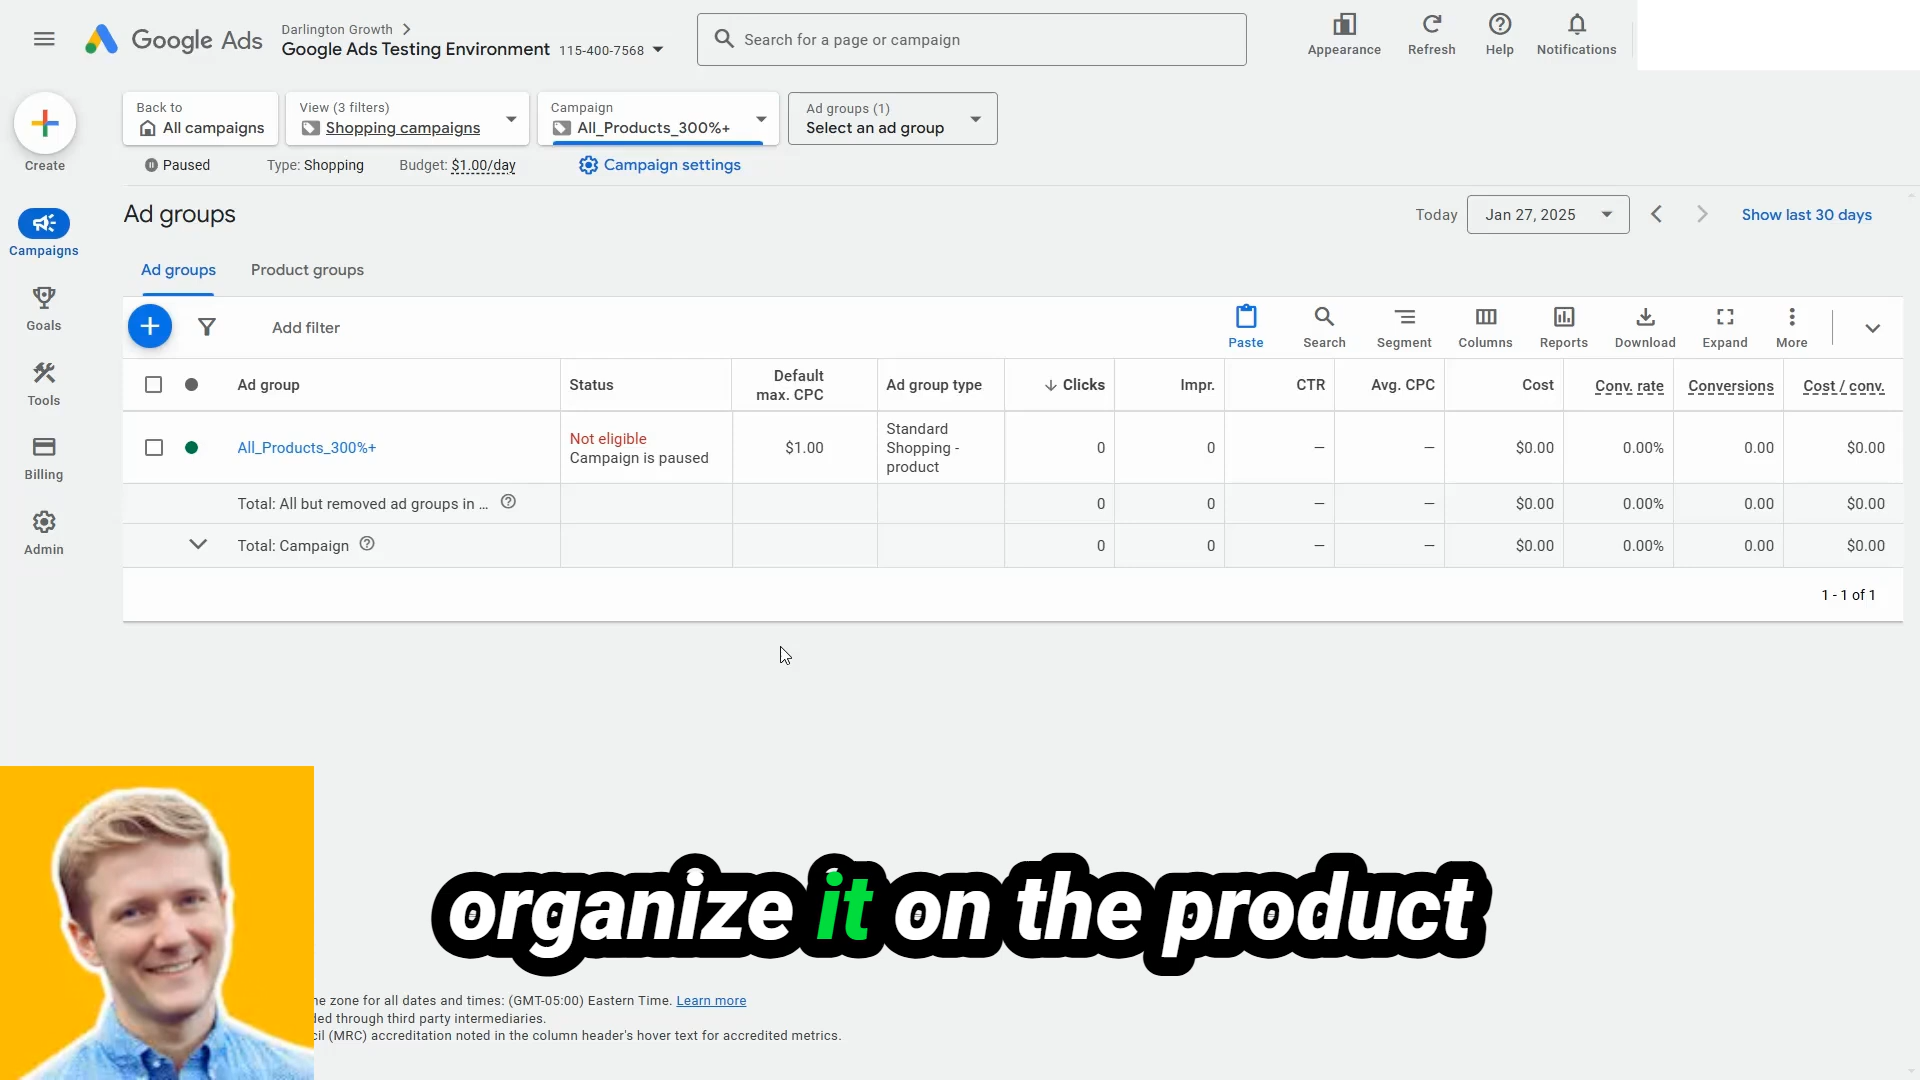 Google Ads
Darlington Growth
Google Ads Testing Environment 115-400-7568
Search for a page or campaign
Appearance
Refresh
Help
Notifications
Create
Campaigns
Goals
Tools
Billing
Admin
Back to
All campaigns
View (3 filters)
Shopping campaigns
Campaign
All_Products_300%+
Ad groups (1)
Select an ad group
Paused
Type: Shopping
Budget: $1.00/day
Campaign settings
Ad groups
Today
Jan 27, 2025
Show last 30 days
Ad groups
Product groups
Add filter
Paste
Search
Segment
Columns
Reports
Download
Expand
More
Ad group
Status
Default
max. CPC
Ad group type
Clicks
Impr.
CTR
Avg. CPC
Cost
Conv. rate
Conversions
Cost / conv.
All_Products_300%+
Not eligible
Campaign is paused
$1.00
Standard
Shopping -
product
0
0
—
—
$0.00
0.00%
0.00
$0.00
Total: All but removed ad groups in ...
0
0
—
—
$0.00
0.00%
0.00
$0.00
Total: Campaign
0
0
—
—
$0.00
0.00%
0.00
$0.00
1 - 1 of 1
organize it on the product
ne zone for all dates and times: (GMT-05:00) Eastern Time. Learn more
ded through third party intermediaries.
cil (MRC) accreditation noted in the column header's hover text for accredited metrics.